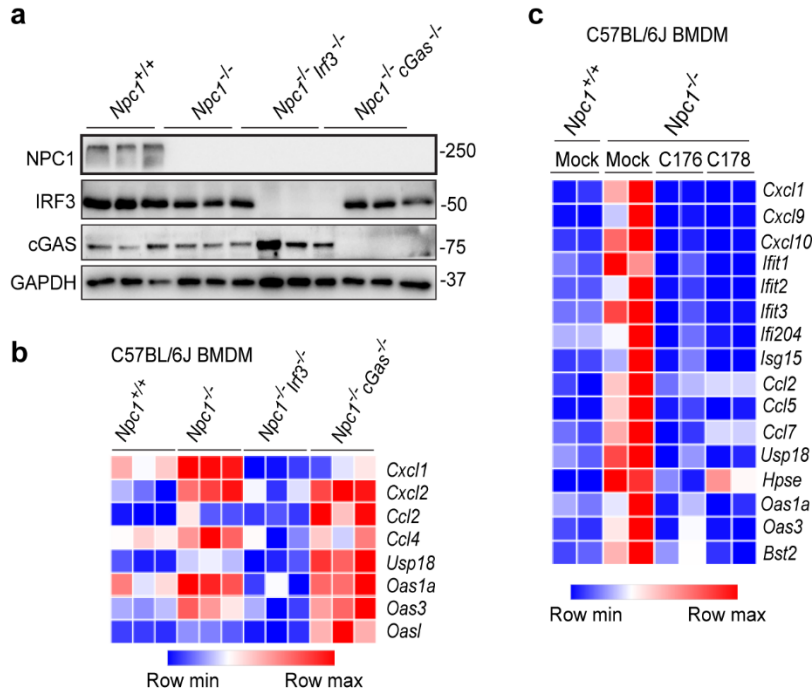 a
Npc1+/+
Npc1-/-
Npc1-/- Irf3-/-
Npc1-/- cGas-/-
NPC1
-250
IRF3
-50
cGAS
-75
GAPDH
-37
b
C57BL/6J BMDM
Npc1+/+
Npc1-/-
Npc1-/- Irf3-/-
Npc1-/- cGas-/-
Cxcl1
Cxcl2
Ccl2
Ccl4
Usp18
Oas1a
Oas3
Oasl
Row min Row max
c
C57BL/6J BMDM
Npc1+/+
Npc1-/-
Mock Mock C176 C178
Cxcl1
Cxcl9
Cxcl10
Ifit1
Ifit2
Ifit3
Ifi204
Isg15
Ccl2
Ccl5
Ccl7
Usp18
Hpse
Oas1a
Oas3
Bst2
Row min Row max